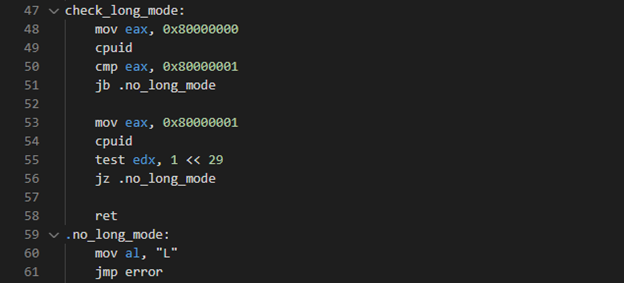 47 check_long_mode:
48     mov eax, 0x80000000
49     cpuid
50     cmp eax, 0x80000001
51     jb .no_long_mode
52
53     mov eax, 0x80000001
54     cpuid
55     test edx, 1 << 29
56     jz .no_long_mode
57
58     ret
59 .no_long_mode:
60     mov al, "L"
61     jmp error